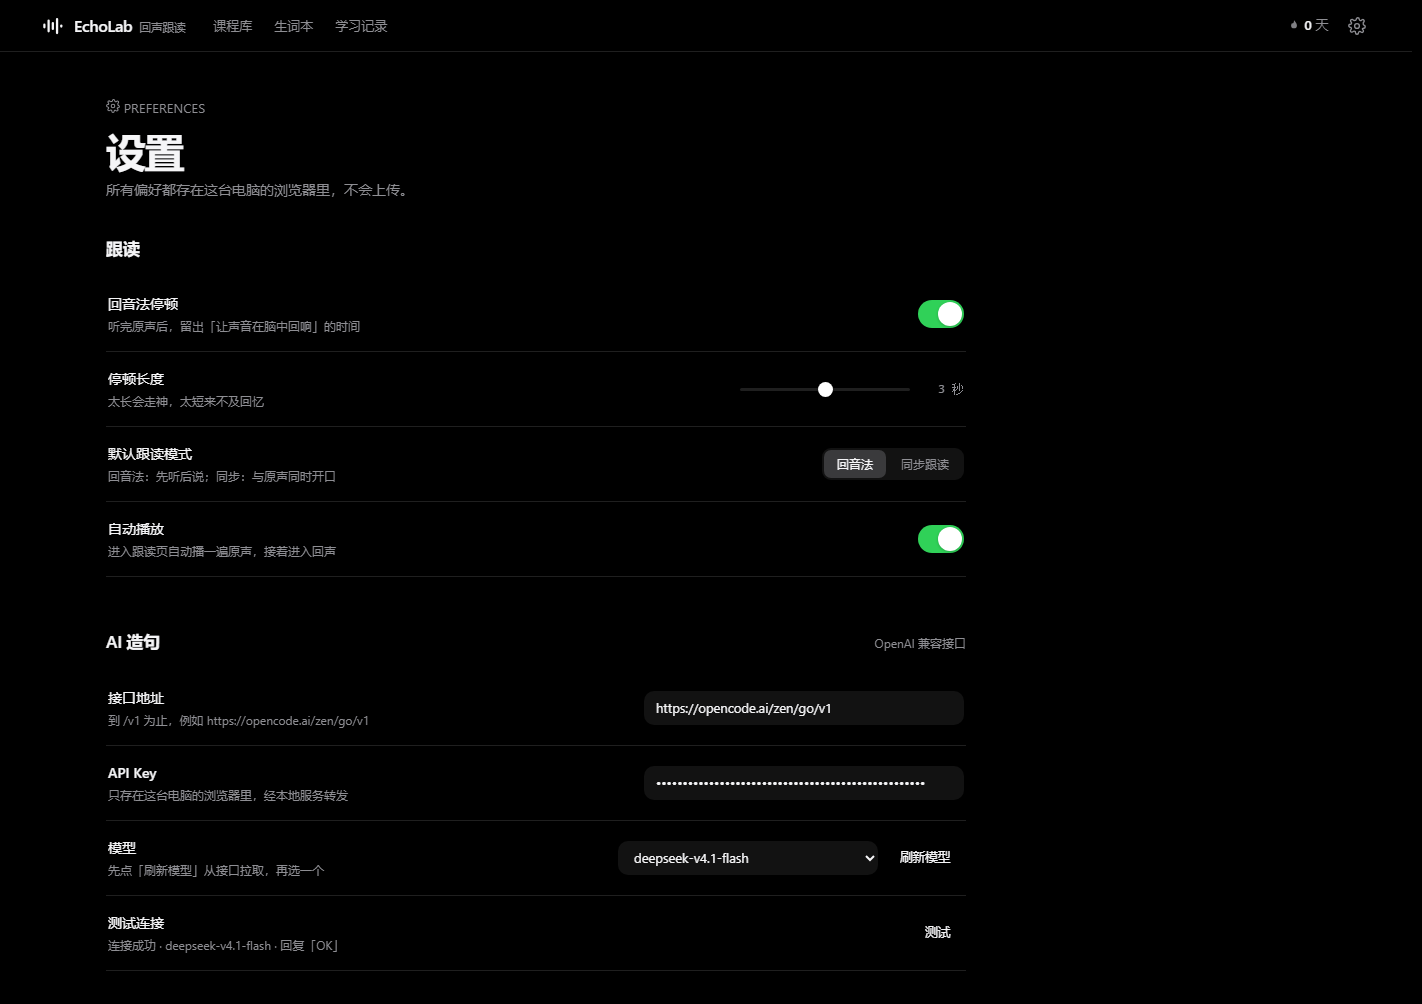 EchoLab 回声跟读 课程库 生词本 学习记录 0 天
PREFERENCES
设置
所有偏好都存在这台电脑的浏览器里，不会上传。
跟读
回音法停顿
听完原声后，留出「让声音在脑中回响」的时间
停顿长度
太长会走神，太短来不及回忆
3 秒
默认跟读模式
回音法：先听后说；同步：与原声同时开口
回音法 同步跟读
自动播放
进入跟读页自动播一遍原声，接着进入回声
AI 造句
OpenAI 兼容接口
接口地址
到 /v1 为止，例如 https://opencode.ai/zen/go/v1
https://opencode.ai/zen/go/v1
API Key
只存在这台电脑的浏览器里，经本地服务转发
模型
先点「刷新模型」从接口拉取，再选一个
deepseek-v4.1-flash
刷新模型
测试连接
连接成功 · deepseek-v4.1-flash · 回复「OK」
测试